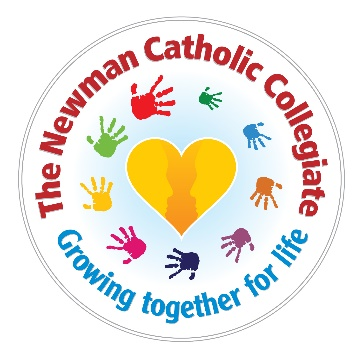 The Newman Catholic Collegiate
Growing together for life